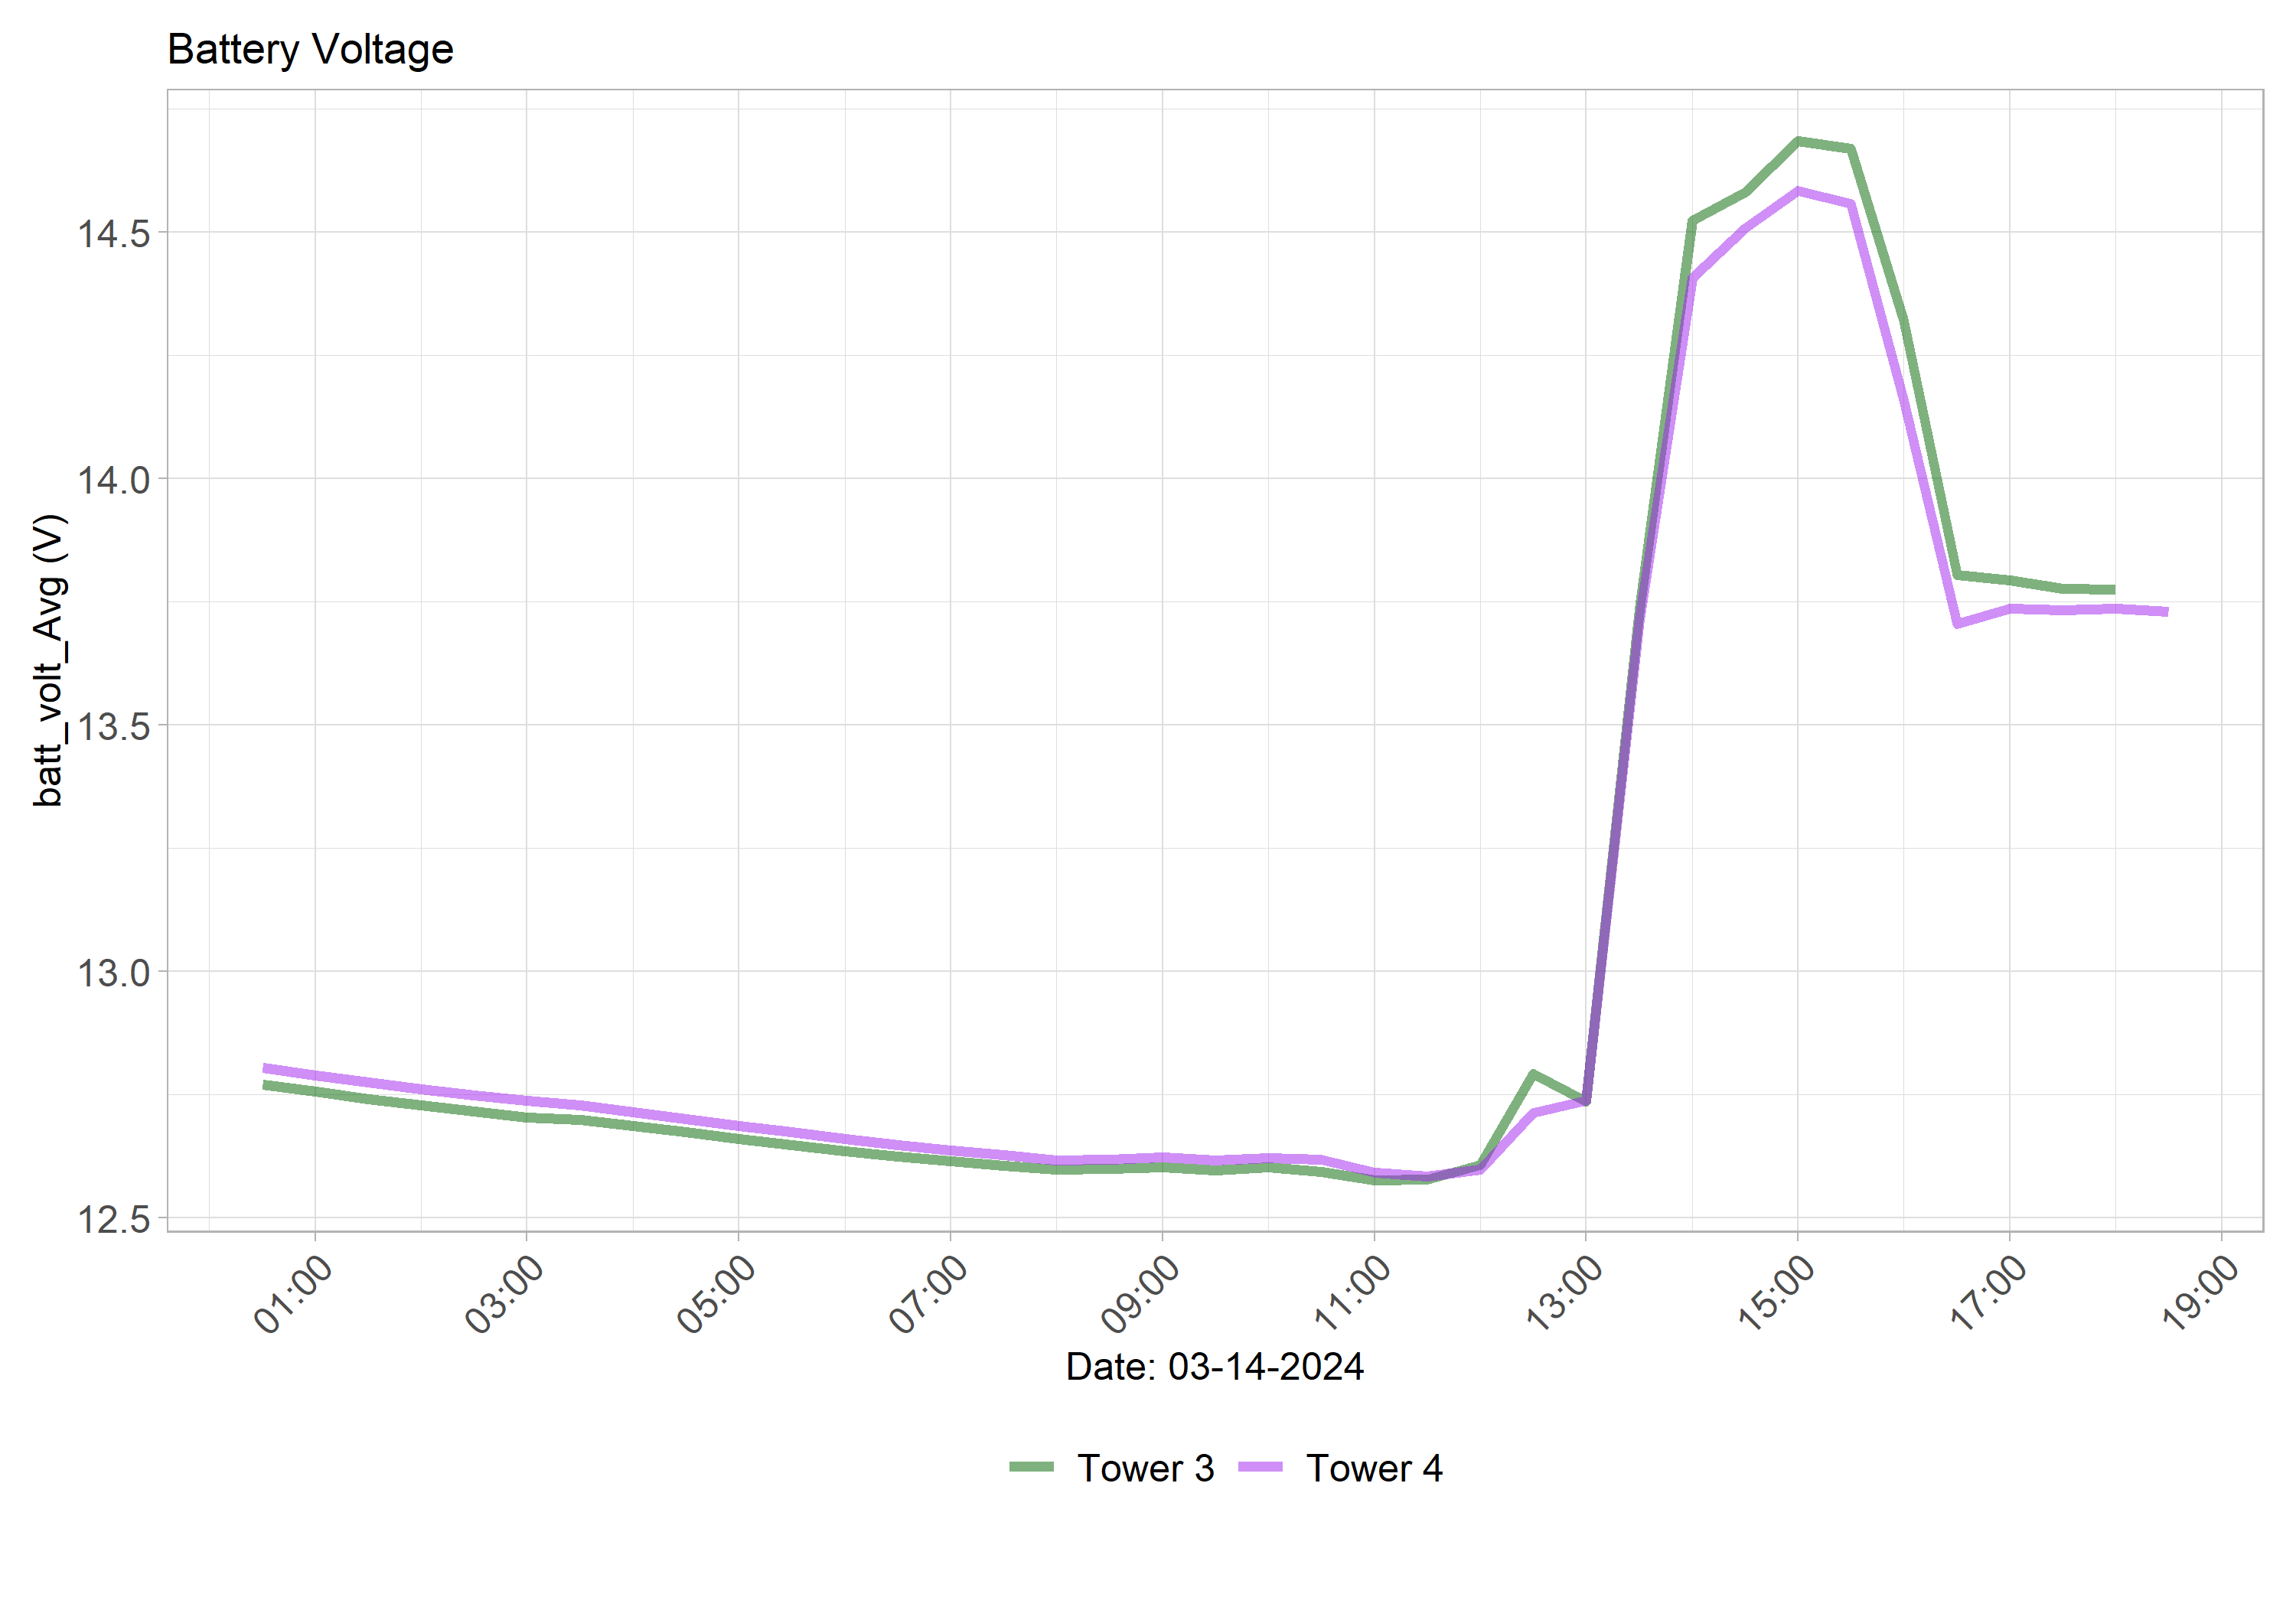 Battery Voltage
batt_volt_Avg (V)
14.5
14.0
13.5
13.0
12.5
01:00 03:00 05:00 07:00 09:00 11:00 13:00 15:00 17:00 19:00
Date: 03-14-2024
Tower 3 Tower 4